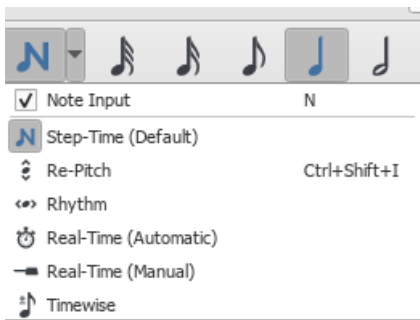 N
Note Input N
N Step-Time (Default)
Re-Pitch Ctrl+Shift+I
Rhythm
Real-Time (Automatic)
Real-Time (Manual)
Timewise